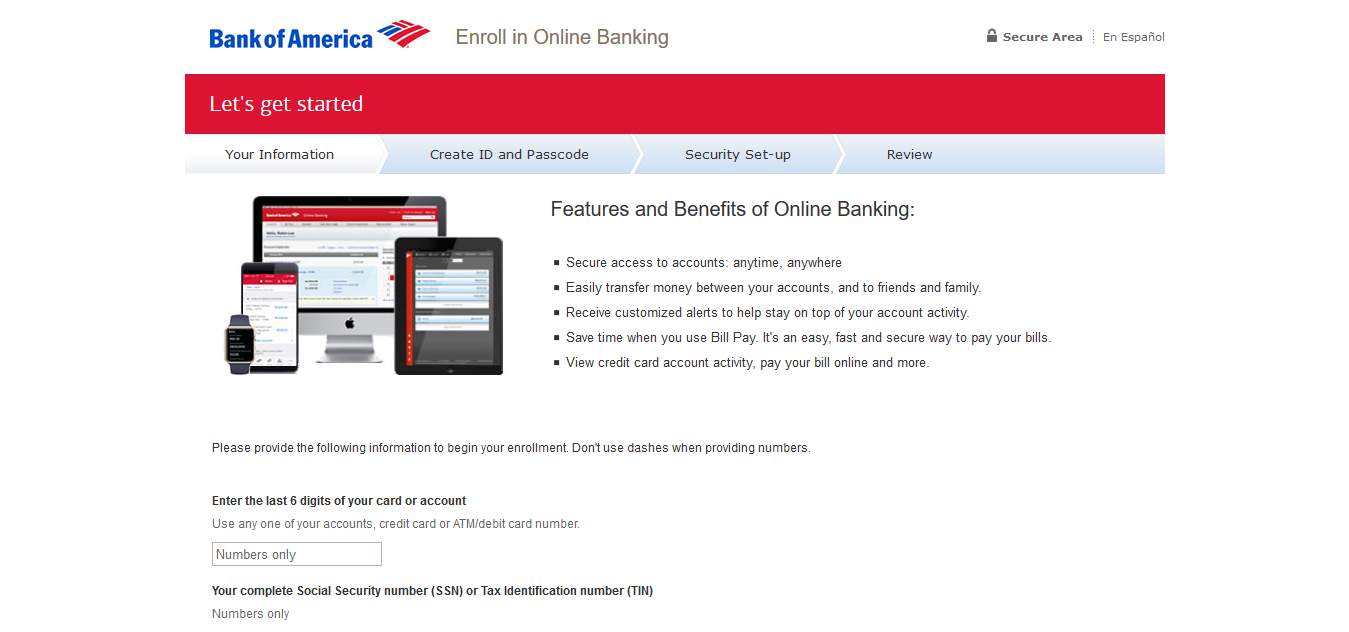 Bank of America Enroll in Online Banking Secure Area En Español
Let's get started
Your Information Create ID and Passcode Security Set-up Review
Features and Benefits of Online Banking:
Secure access to accounts: anytime, anywhere
Easily transfer money between your accounts, and to friends and family.
Receive customized alerts to help stay on top of your account activity.
Save time when you use Bill Pay. It's an easy, fast and secure way to pay your bills.
View credit card account activity, pay your bill online and more.
Please provide the following information to begin your enrollment. Don't use dashes when providing numbers.
Enter the last 6 digits of your card or account
Use any one of your accounts, credit card or ATM/debit card number.
Numbers only
Your complete Social Security number (SSN) or Tax Identification number (TIN)
Numbers only